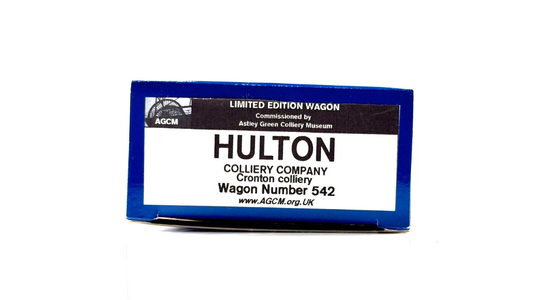 LIMITED EDITION WAGON
Commissioned by
Astley Green Colliery Museum
AGCM
HULTON
COLLIERY COMPANY
Cronton colliery
Wagon Number 542
www.AGCM.org.UK